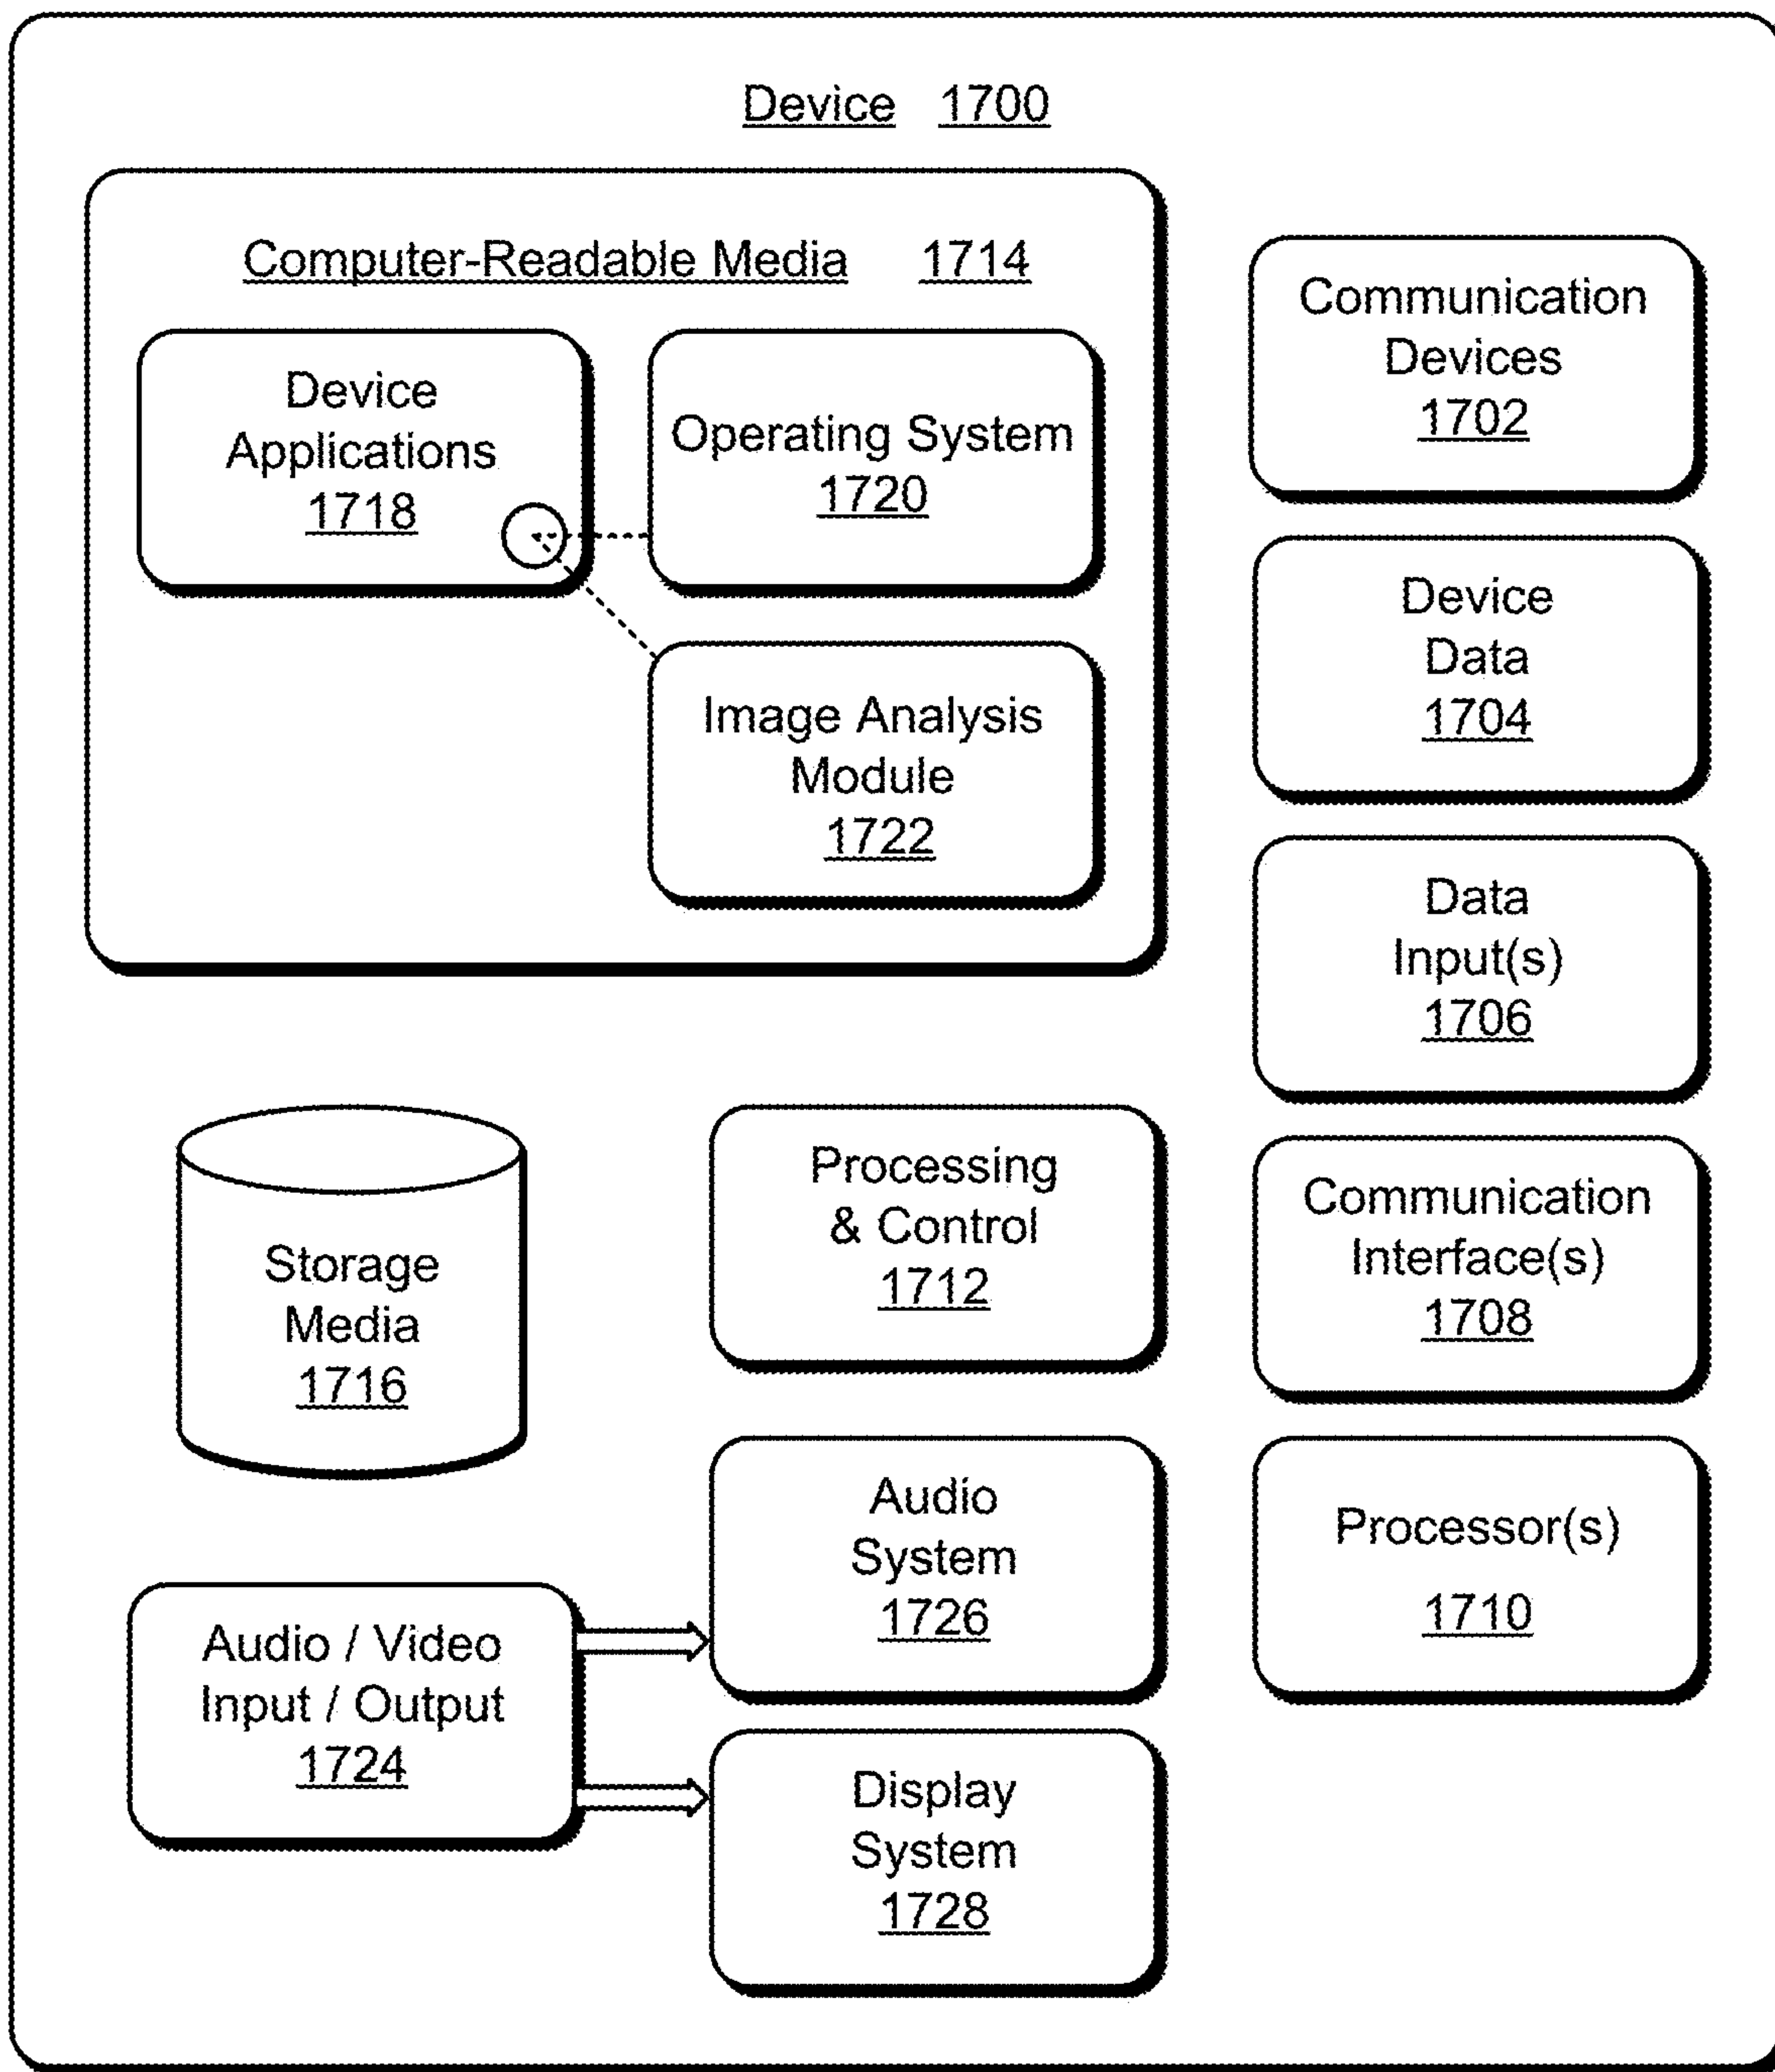 Device 1700
Computer-Readable Media 1714
Device
Applications
1718
Operating System
1720
Image Analysis
Module
1722
Communication
Devices
1702
Device
Data
1704
Data
Input(s)
1706
Communication
Interface(s)
1708
Processor(s)
1710
Storage
Media
1716
Processing
& Control
1712
Audio / Video
Input / Output
1724
Audio
System
1726
Display
System
1728